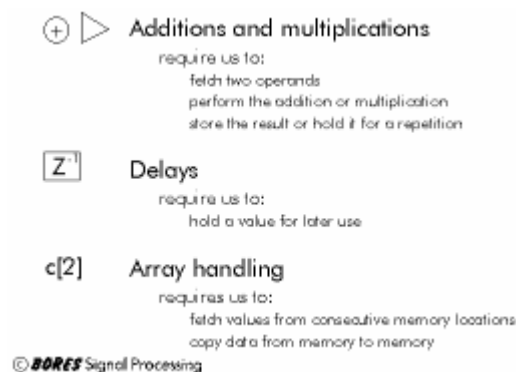 + Additions and multiplications
require us to:
fetch two operands
perform the addition or multiplication
store the result or hold it for a repetition
Z⁻¹ Delays
require us to:
hold a value for later use
c[2] Array handling
requires us to:
fetch values from consecutive memory locations
copy data from memory to memory
© BORES Signal Processing